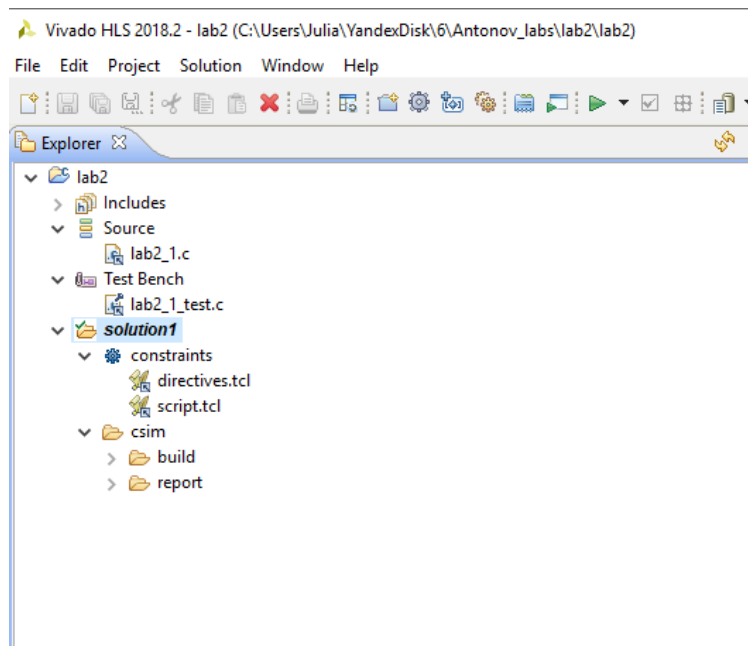 Vivado HLS 2018.2 - lab2 (C:\Users\Julia\YandexDisk\6\Antonov_labs\lab2\lab2)
File Edit Project Solution Window Help
Explorer
lab2
Includes
Source
lab2_1.c
Test Bench
lab2_1_test.c
solution1
constraints
directives.tcl
script.tcl
csim
build
report